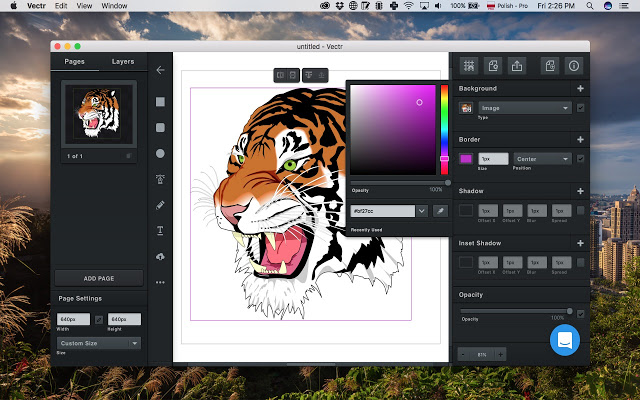 Vectr Edit View Window
100% Polish - Pro Fri 2:26 PM
untitled - Vectr
Pages Layers
1 of 1
ADD PAGE
Page Settings
640px 640px
Width Height
Custom Size
Size
T
Opacity 100%
#bf27cc
Recently Used
Background
Image
Type
Border
1px Center
Size Position
Shadow
1px 1px 1px 1px
Offset X Offset Y Blur Spread
Inset Shadow
1px 1px 1px 1px
Offset X Offset Y Blur Spread
Opacity
Opacity 100%
- 81% +